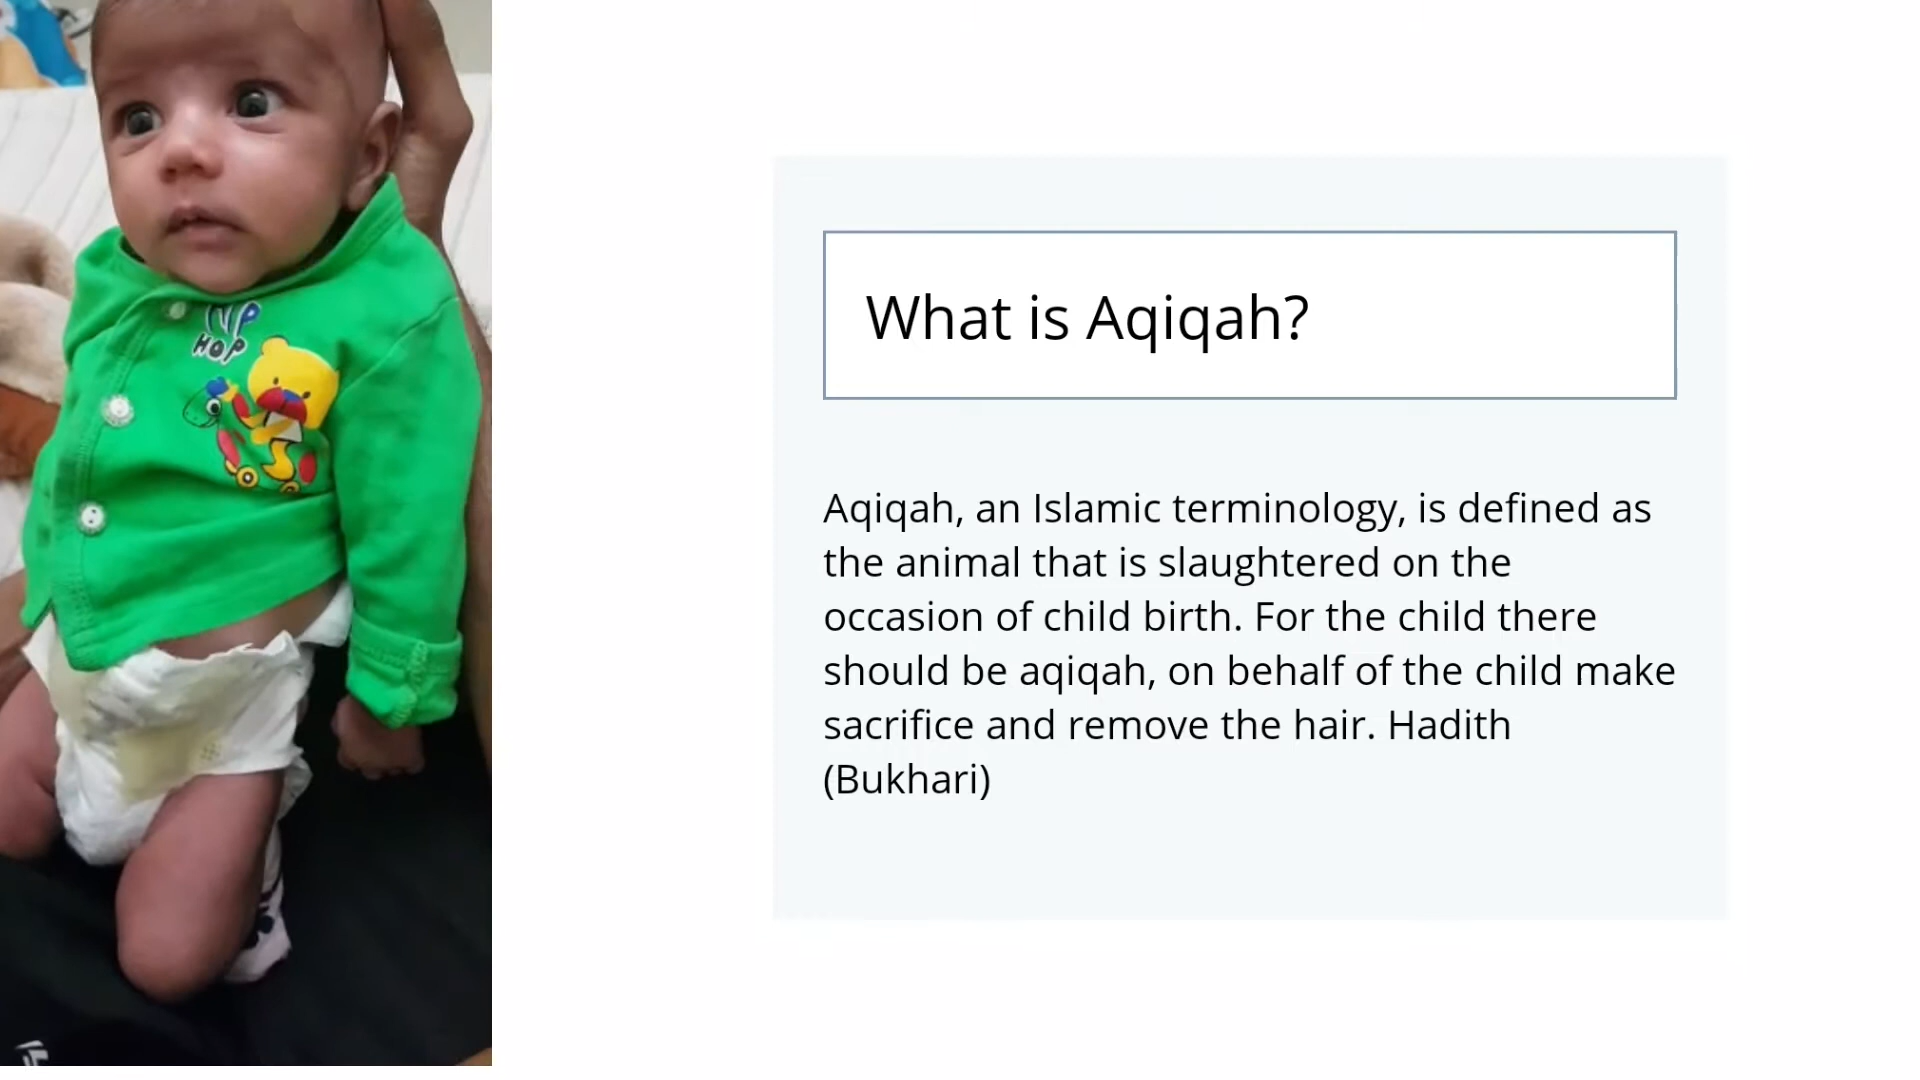 HOP
What is Aqiqah?
Aqiqah, an Islamic terminology, is defined as
the animal that is slaughtered on the
occasion of child birth. For the child there
should be aqiqah, on behalf of the child make
sacrifice and remove the hair. Hadith
(Bukhari)